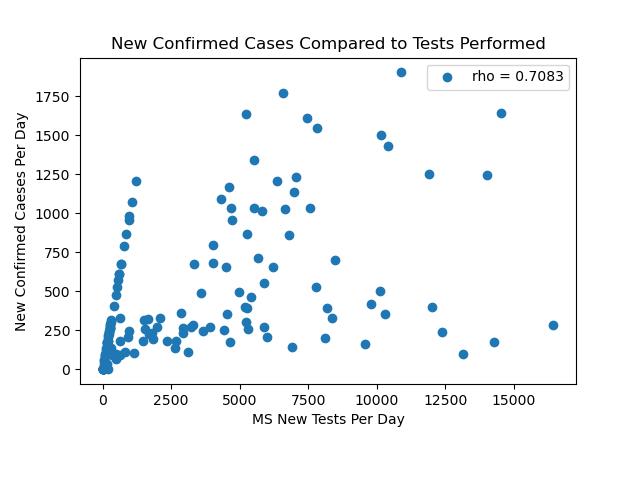 New Confirmed Cases Compared to Tests Performed
rho = 0.7083
1750
1500
1250
1000
750
500
250
0
New Confirmed Caeses Per Day
0 2500 5000 7500 10000 12500 15000
MS New Tests Per Day